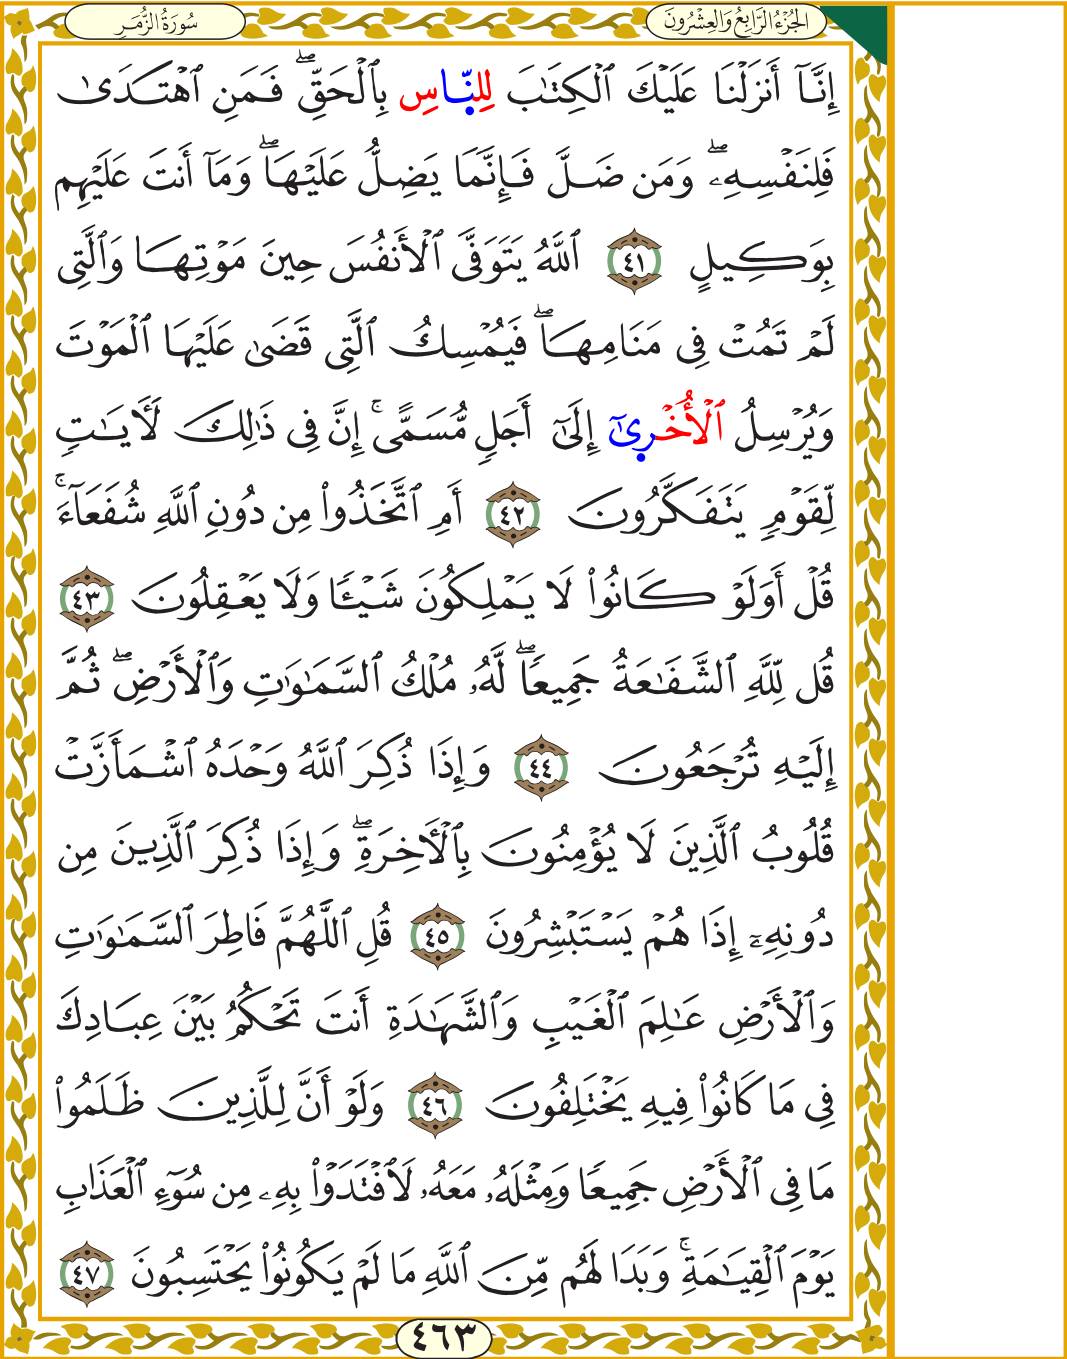 الجُزْءُ الرَّابِعُ وَالعِشْرُونَ
سُورَةُ الزُّمَرِ
إِنَّآ أَنزَلْنَا عَلَيْكَ ٱلْكِتَٰبَ لِلنَّاسِ بِٱلْحَقِّۖ فَمَنِ ٱهْتَدَىٰ
فَلِنَفْسِهِۦۖ وَمَن ضَلَّ فَإِنَّمَا يَضِلُّ عَلَيْهَاۖ وَمَآ أَنتَ عَلَيْهِم
بِوَكِيلٍ ٤١ ٱللَّهُ يَتَوَفَّى ٱلْأَنفُسَ حِينَ مَوْتِهَا وَٱلَّتِى
لَمْ تَمُتْ فِى مَنَامِهَاۖ فَيُمْسِكُ ٱلَّتِى قَضَىٰ عَلَيْهَا ٱلْمَوْتَ
وَيُرْسِلُ ٱلْأُخْرِىٓ إِلَىٰٓ أَجَلٍ مُّسَمًّىۚ إِنَّ فِى ذَٰلِكَ لَأٓيَٰتٍ
لِّقَوْمٍ يَتَفَكَّرُونَ ٤٢ أَمِ ٱتَّخَذُوا۟ مِن دُونِ ٱللَّهِ شُفَعَآءَۚ
قُلْ أَوَلَوْ كَانُوا۟ لَا يَمْلِكُونَ شَيْـًٔا وَلَا يَعْقِلُونَ ٤٣
قُل لِّلَّهِ ٱلشَّفَٰعَةُ جَمِيعًاۖ لَّهُۥ مُلْكُ ٱلسَّمَٰوَٰتِ وَٱلْأَرْضِۖ ثُمَّ
إِلَيْهِ تُرْجَعُونَ ٤٤ وَإِذَا ذُكِرَ ٱللَّهُ وَحْدَهُ ٱشْمَأَزَّتْ
قُلُوبُ ٱلَّذِينَ لَا يُؤْمِنُونَ بِٱلْأٓخِرَةِۖ وَإِذَا ذُكِرَ ٱلَّذِينَ مِن
دُونِهِۦٓ إِذَا هُمْ يَسْتَبْشِرُونَ ٤٥ قُلِ ٱللَّهُمَّ فَاطِرَ ٱلسَّمَٰوَٰتِ
وَٱلْأَرْضِ عَٰلِمَ ٱلْغَيْبِ وَٱلشَّهَٰدَةِ أَنتَ تَحْكُمُ بَيْنَ عِبَادِكَ
فِى مَا كَانُوا۟ فِيهِ يَخْتَلِفُونَ ٤٦ وَلَوْ أَنَّ لِلَّذِينَ ظَلَمُوا۟
مَا فِى ٱلْأَرْضِ جَمِيعًا وَمِثْلَهُۥ مَعَهُۥ لَٱفْتَدَوْا۟ بِهِۦ مِن سُوٓءِ ٱلْعَذَابِ
يَوْمَ ٱلْقِيَٰمَةِۚ وَبَدَا لَهُم مِّنَ ٱللَّهِ مَا لَمْ يَكُونُوا۟ يَحْتَسِبُونَ ٤٧
٤٦٣